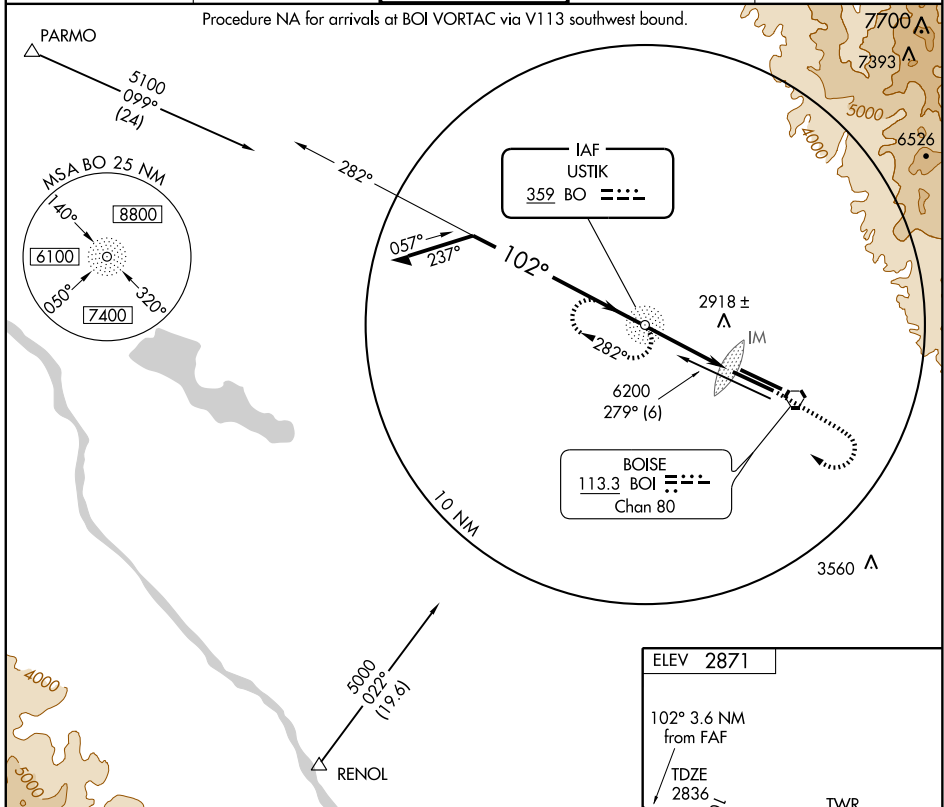 Procedure NA for arrivals at BOI VORTAC via V113 southwest bound.
7700
PARMO
7393
5100
099°
(24)
5000
4000
6526
IAF
USTIK
359 BO
282°
MSA BO 25 NM
140°
8800
6100
050°
320°
7400
057°
237°
102°
2918 ±
IM
282°
6200
279° (6)
BOISE
113.3 BOI
Chan 80
10 NM
3560
5000
022°
(19.6)
ELEV 2871
4000
102° 3.6 NM
from FAF
TDZE
2836
TWR
5000
RENOL